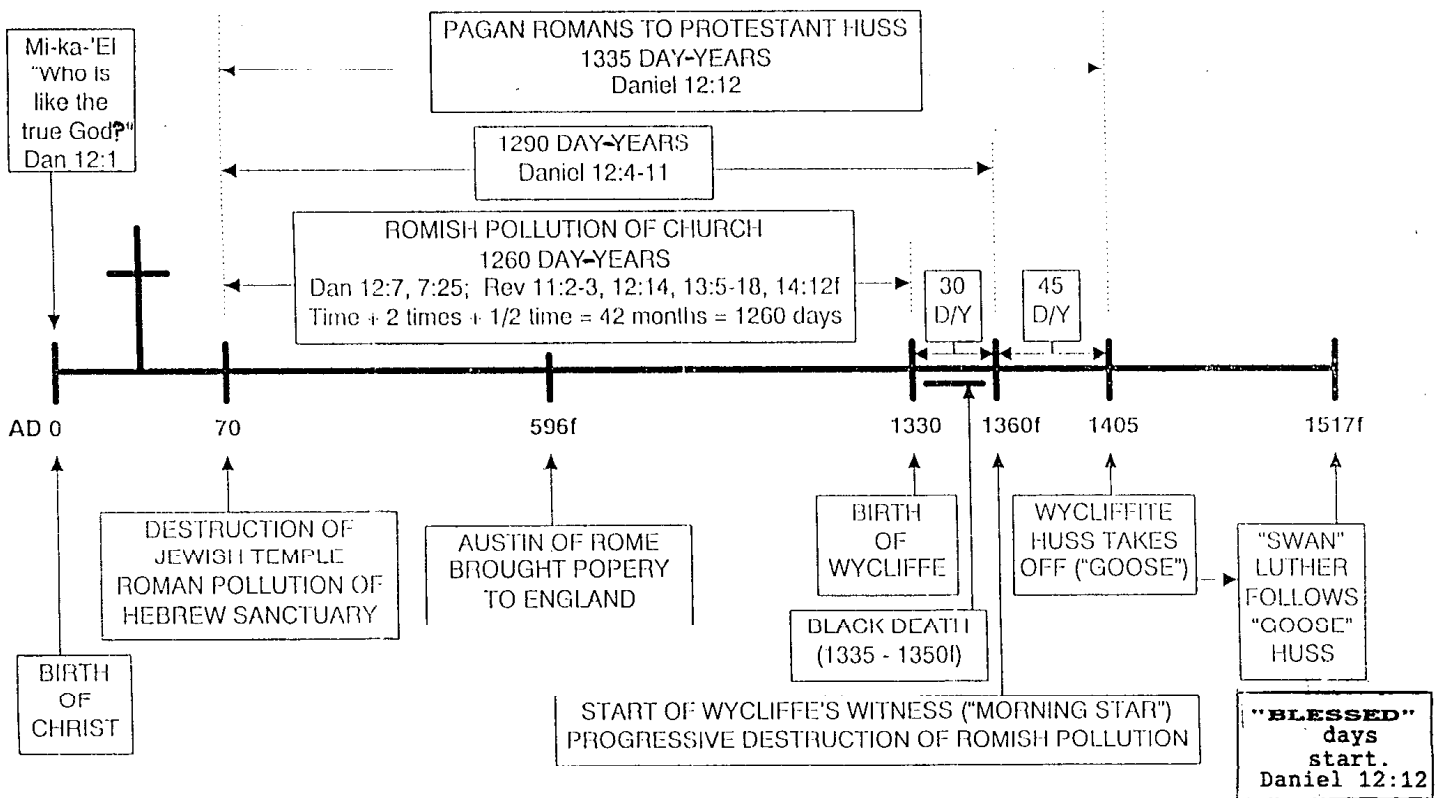 PAGAN ROMANS TO PROTESTANT HUSS
1335 DAY-YEARS
Daniel 12:12
Mi-ka-'El
"Who is
like the
true God?"
Dan 12:1
1290 DAY-YEARS
Daniel 12:4-11
ROMISH POLLUTION OF CHURCH
1260 DAY-YEARS
Dan 12:7, 7:25; Rev 11:2-3, 12:14, 13:5-18, 14:12f
Time + 2 times + 1/2 time = 42 months = 1260 days
30
D/Y
45
D/Y
AD 0
70
596f
1330
1360f
1405
1517f
DESTRUCTION OF
JEWISH TEMPLE
ROMAN POLLUTION OF
HEBREW SANCTUARY
AUSTIN OF ROME
BROUGHT POPERY
TO ENGLAND
BIRTH
OF
WYCLIFFE
WYCLIFFITE
HUSS TAKES
OFF ("GOOSE")
"SWAN"
LUTHER
FOLLOWS
"GOOSE"
HUSS
BLACK DEATH
(1335 - 1350f)
BIRTH
OF
CHRIST
START OF WYCLIFFE'S WITNESS ("MORNING STAR")
PROGRESSIVE DESTRUCTION OF ROMISH POLLUTION
"BLESSED"
days
start.
Daniel 12:12